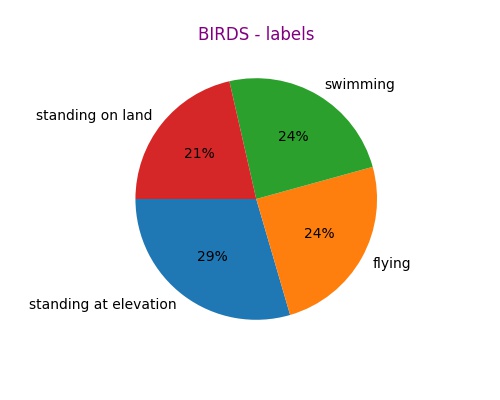 BIRDS - labels
swimming
standing on land
24%
21%
24%
29%
flying
standing at elevation